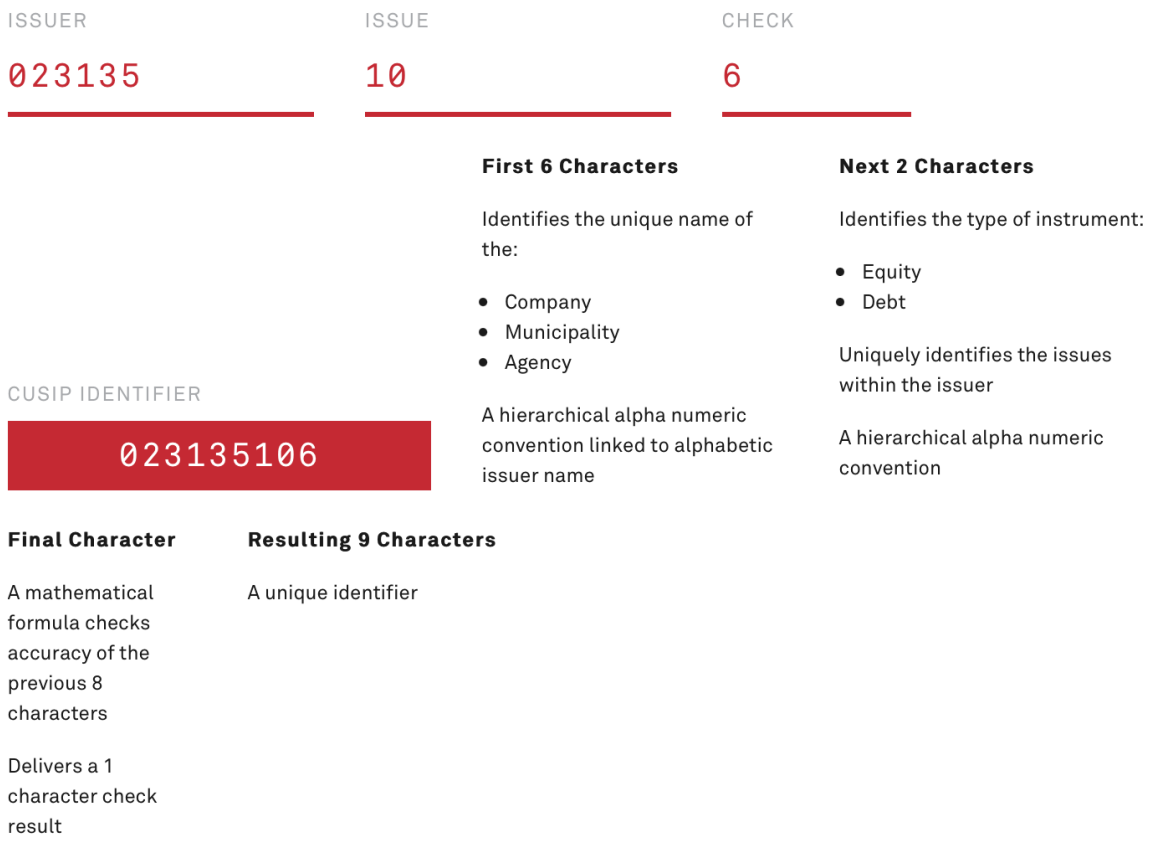 ISSUER
023135
ISSUE
10
CHECK
6
First 6 Characters
Identifies the unique name of
the:
• Company
• Municipality
• Agency
A hierarchical alpha numeric
convention linked to alphabetic
issuer name
Next 2 Characters
Identifies the type of instrument:
• Equity
• Debt
Uniquely identifies the issues
within the issuer
A hierarchical alpha numeric
convention
CUSIP IDENTIFIER
023135106
Final Character
A mathematical
formula checks
accuracy of the
previous 8
characters
Delivers a 1
character check
result
Resulting 9 Characters
A unique identifier